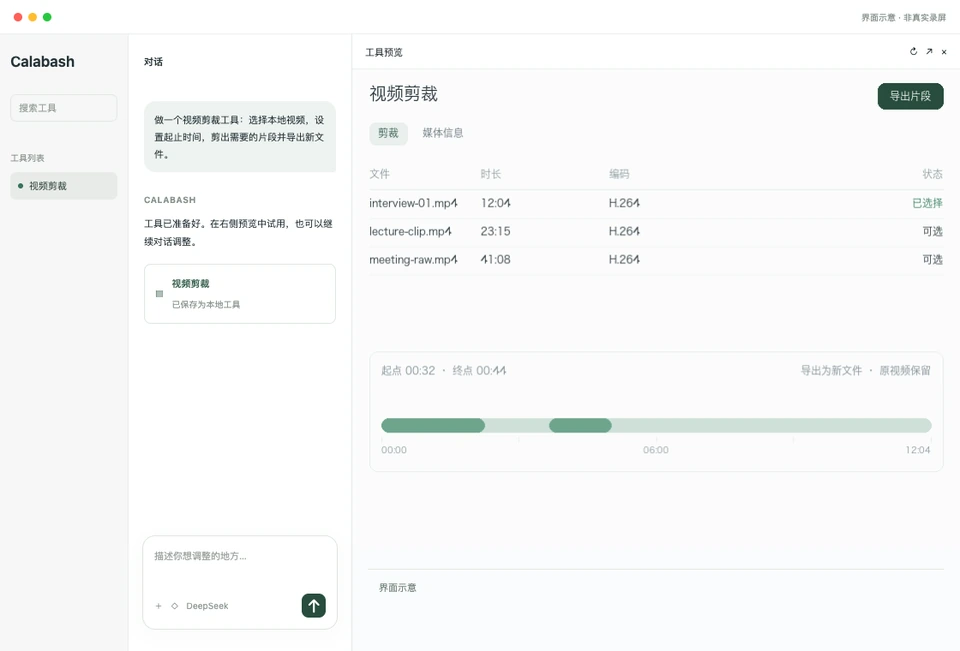 界面示意 · 非真实录屏
Calabash
搜索工具
工具列表
视频剪裁
对话
做一个视频剪裁工具：选择本地视频，设
置起止时间，剪出需要的片段并导出新文
件。
CALABASH
工具已准备好。在右侧预览中试用，也可以继
续对话调整。
视频剪裁
已保存为本地工具
描述你想调整的地方...
DeepSeek
工具预览
视频剪裁
导出片段
剪裁 媒体信息
文件 时长 编码 状态
interview-01.mp4 12:04 H.264 已选择
lecture-clip.mp4 23:15 H.264 可选
meeting-raw.mp4 41:08 H.264 可选
起点 00:32 · 终点 00:44 导出为新文件 · 原视频保留
00:00 06:00 12:04
界面示意